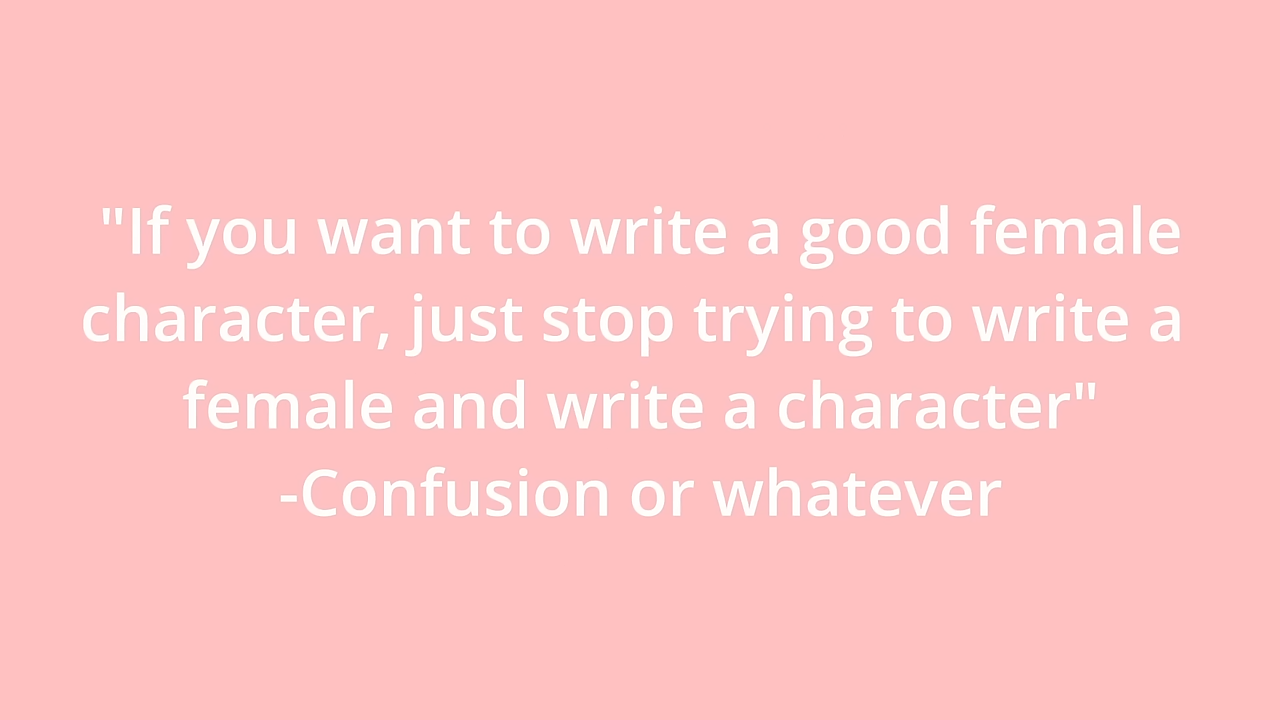 "If you want to write a good female
character, just stop trying to write a
female and write a character"
-Confusion or whatever